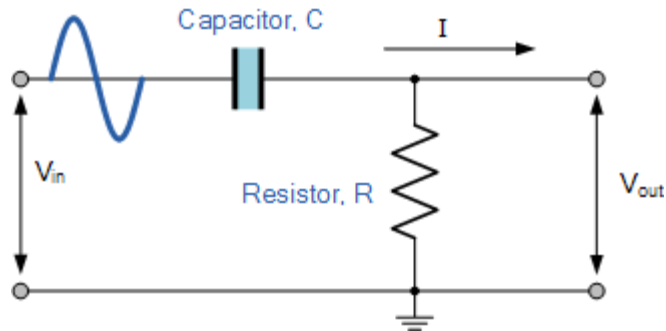 Capacitor, C
I
Vin
Resistor, R
Vout